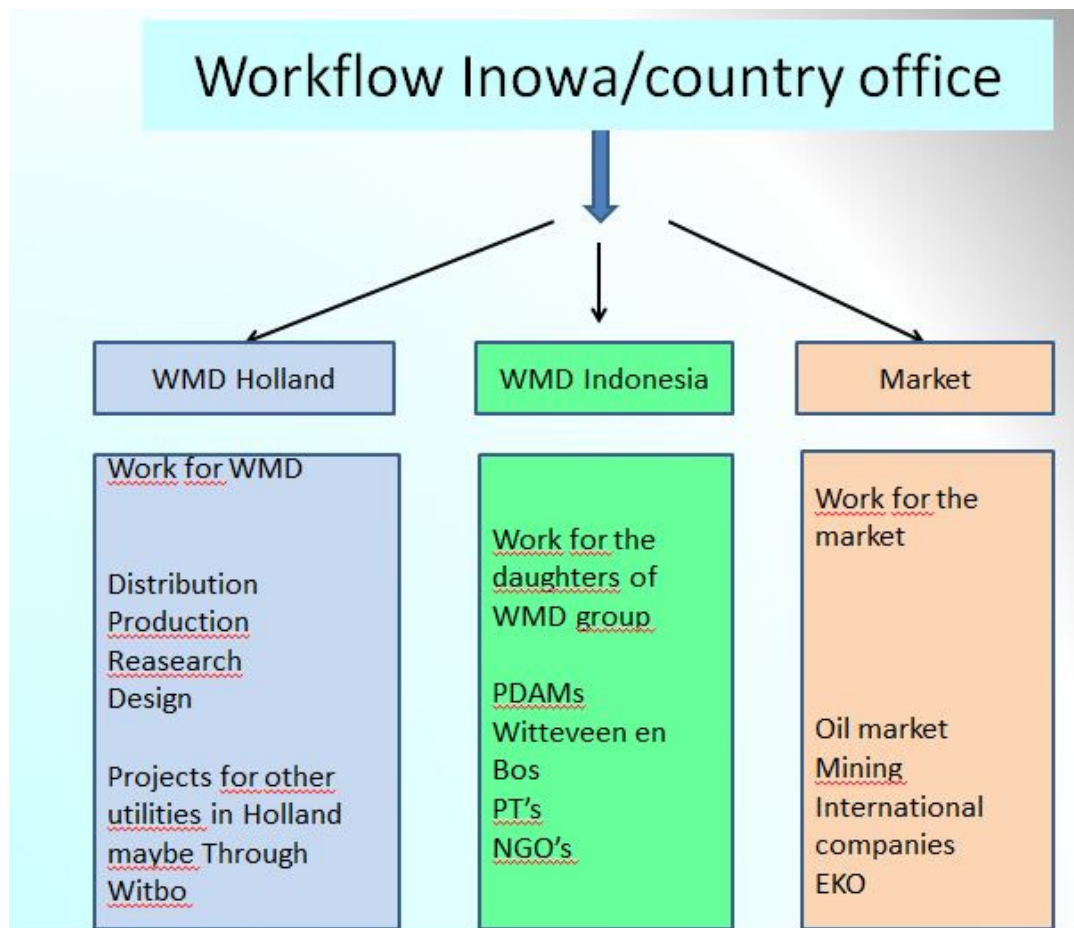 Workflow Inowa/country office
WMD Holland
Work for WMD
Distribution
Production
Reasearch
Design
Projects for other
utilities in Holland
maybe Through
Witbo
WMD Indonesia
Work for the
daughters of
WMD group
PDAMs
Witteveen en
Bos
PT's
NGO's
Market
Work for the
market
Oil market
Mining
International
companies
EKO